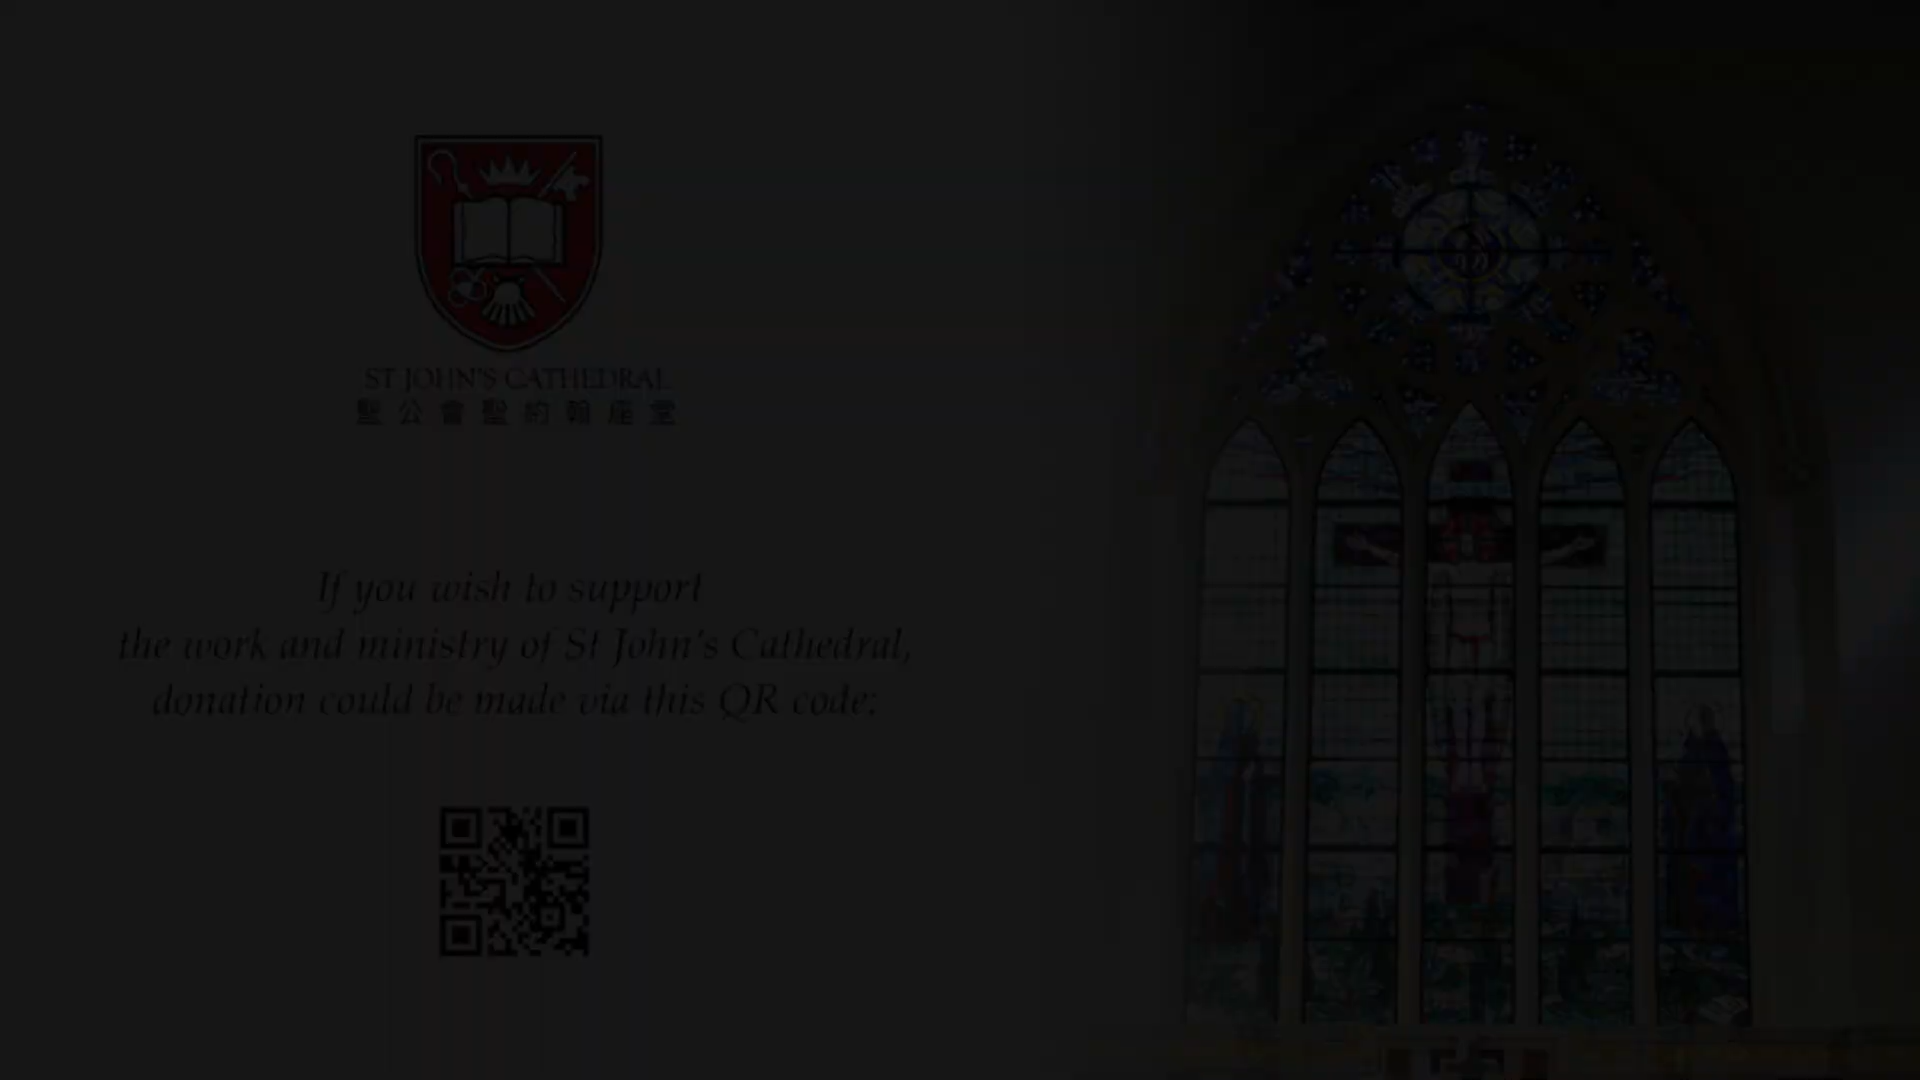 ST JOHN'S CATHEDRAL
聖公會聖約翰座堂
If you wish to support
the work and ministry of St John's Cathedral,
donation could be made via this QR code: